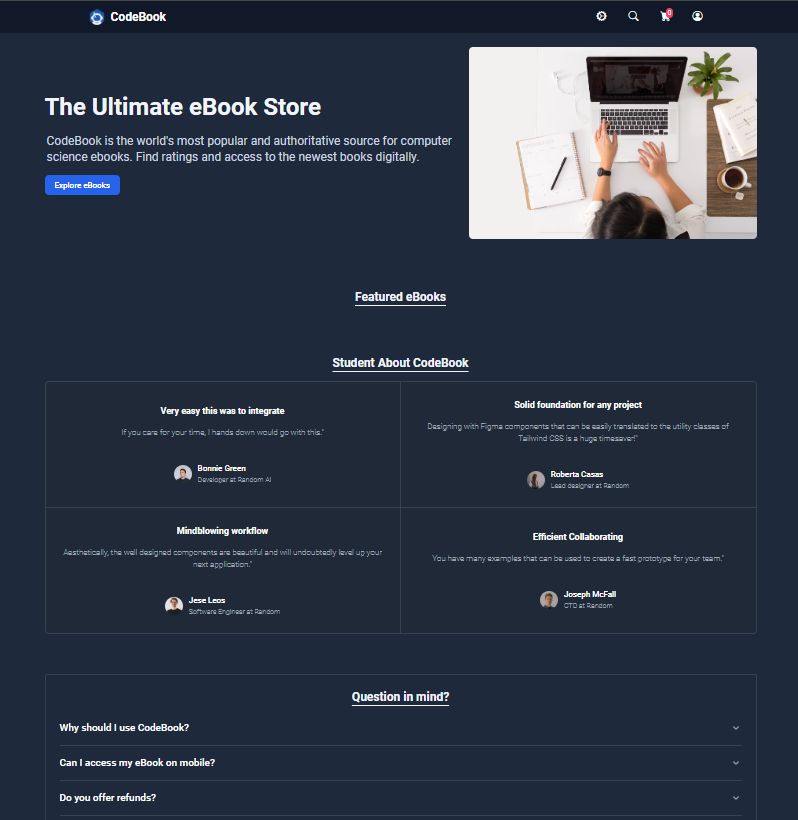 CodeBook
0
The Ultimate eBook Store
CodeBook is the world's most popular and authoritative source for computer
science ebooks. Find ratings and access to the newest books digitally.
Explore eBooks
Featured eBooks
Student About CodeBook
Very easy this was to integrate
If you care for your time, I hands down would go with this."
Bonnie Green
Developer at Random AI
Solid foundation for any project
Designing with Figma components that can be easily translated to the utility classes of
Tailwind CSS is a huge timesaver!"
Roberta Casas
Lead designer at Random
Mindblowing workflow
Aesthetically, the well designed components are beautiful and will undoubtedly level up your
next application."
Jese Leos
Software Engineer at Random
Efficient Collaborating
You have many examples that can be used to create a fast prototype for your team."
Joseph McFall
CTO at Random
Question in mind?
Why should I use CodeBook?
Can I access my eBook on mobile?
Do you offer refunds?